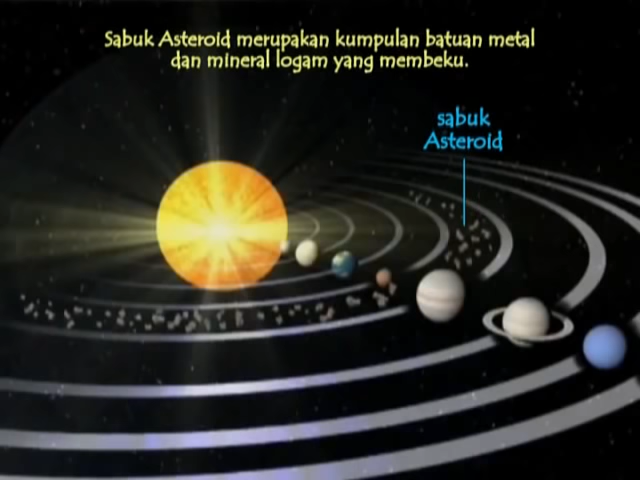 Sabuk Asteroid merupakan kumpulan batuan metal
dan mineral logam yang membeku.
sabuk
Asteroid